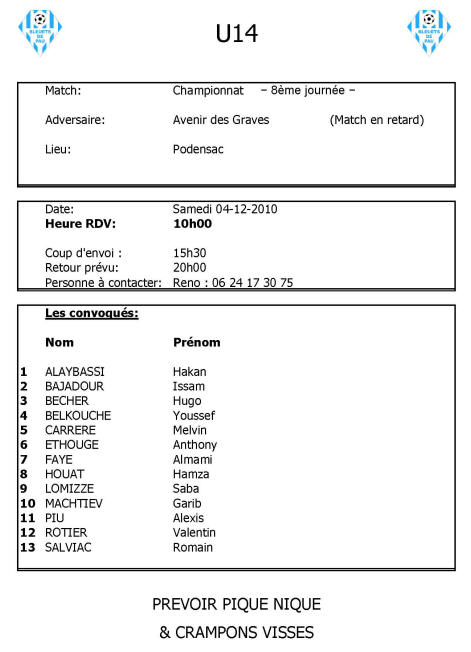 BLEUETS DE PAU
U14
BLEUETS DE PAU
Match: Championnat – 8ème journée –
Adversaire: Avenir des Graves (Match en retard)
Lieu: Podensac
Date: Samedi 04-12-2010
Heure RDV: 10h00
Coup d'envoi : 15h30
Retour prévu: 20h00
Personne à contacter: Reno : 06 24 17 30 75
Les convoqués:
Nom Prénom
1 ALAYBASSI Hakan
2 BAJADOUR Issam
3 BECHER Hugo
4 BELKOUCHE Youssef
5 CARRERE Melvin
6 ETHOUGE Anthony
7 FAYE Almami
8 HOUAT Hamza
9 LOMIZZE Saba
10 MACHTIEV Garib
11 PIU Alexis
12 ROTIER Valentin
13 SALVIAC Romain
PREVOIR PIQUE NIQUE
& CRAMPONS VISSES